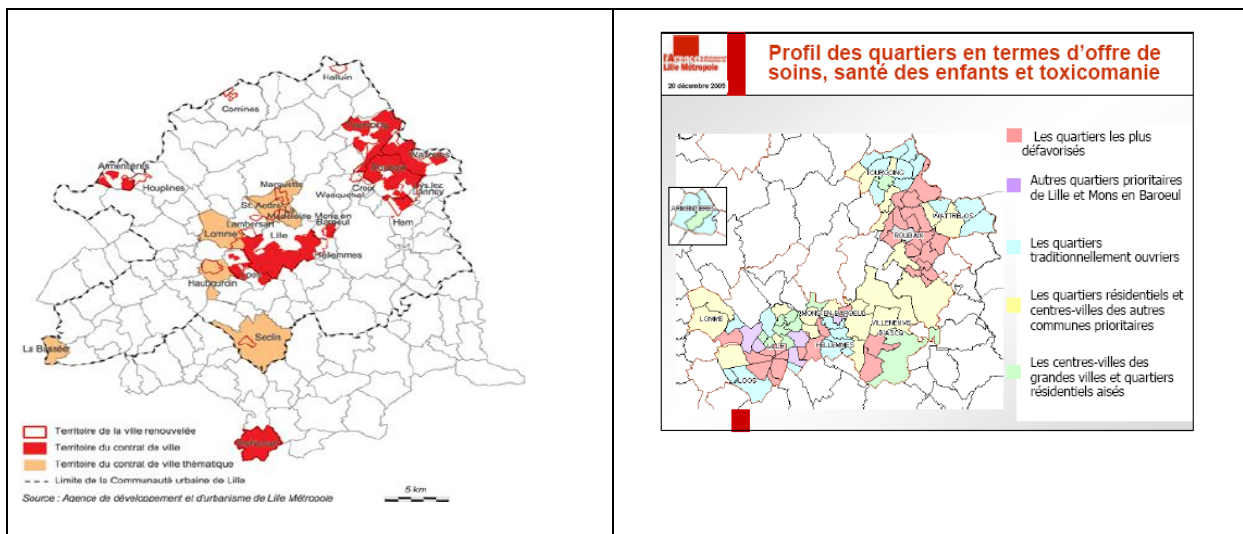 Halluin
Comines
Armentières
Houplines
Wattrelos
Marquette
Wasquehal
Croix
Lys lez
Lannoy
St. André
Madeleine
Mons en
Baroeul
Hem
Lambersart
Lille
Lomme
Hellemmes
Loos
Haubourdin
La Bassée
Seclin
Territoire de la ville renouvelée
Territoire du contrat de ville
Territoire du contrat de ville thématique
Limite de la Communauté urbaine de Lille
Source : Agence de développement et d'urbanisme de Lille Métropole
5 km
Lille Métropole
20 décembre 2005
Profil des quartiers en termes d'offre de
soins, santé des enfants et toxicomanie
TOURCOING
ARMENTIERES
WATTRELOS
ROUBAIX
LOMME
MONS EN BAROEUL
VILLENEUVE
D'ASCQ
LILLE
HELLEMMES
LOOS
Les quartiers les plus
défavorisés
Autres quartiers prioritaires
de Lille et Mons en Baroeul
Les quartiers
traditionnellement ouvriers
Les quartiers résidentiels et
centres-villes des autres
communes prioritaires
Les centres-villes des
grandes villes et quartiers
résidentiels aisés